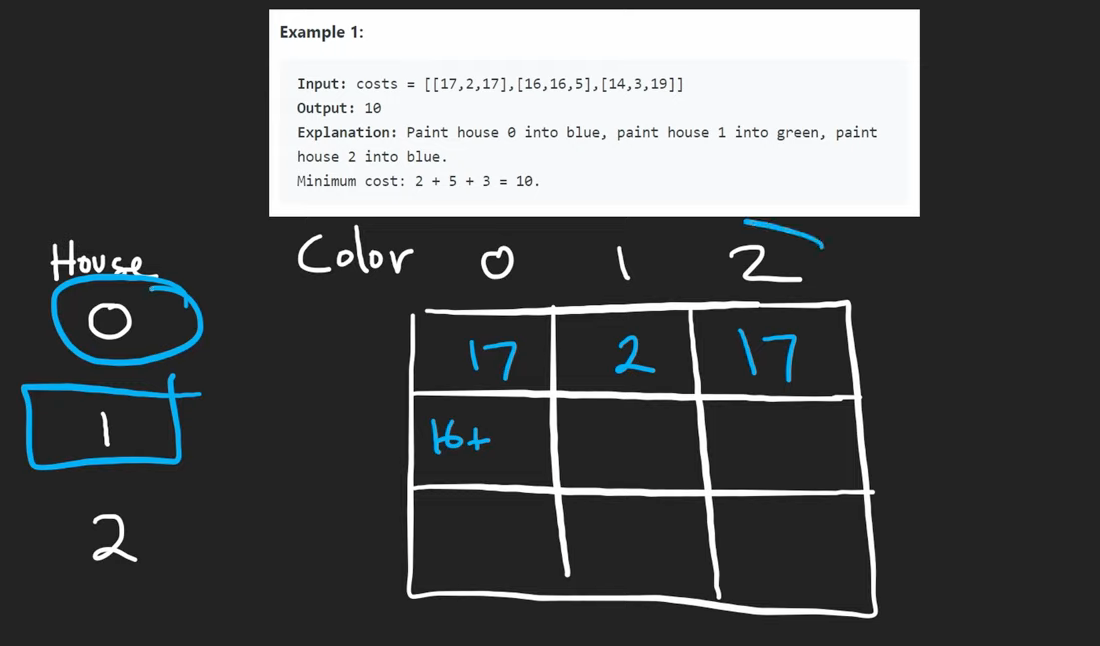 Example 1:
Input: costs = [[17,2,17],[16,16,5],[14,3,19]]
Output: 10
Explanation: Paint house 0 into blue, paint house 1 into green, paint
house 2 into blue.
Minimum cost: 2 + 5 + 3 = 10.
House Color 0 1 2
0 17 2 17
1 16+
2